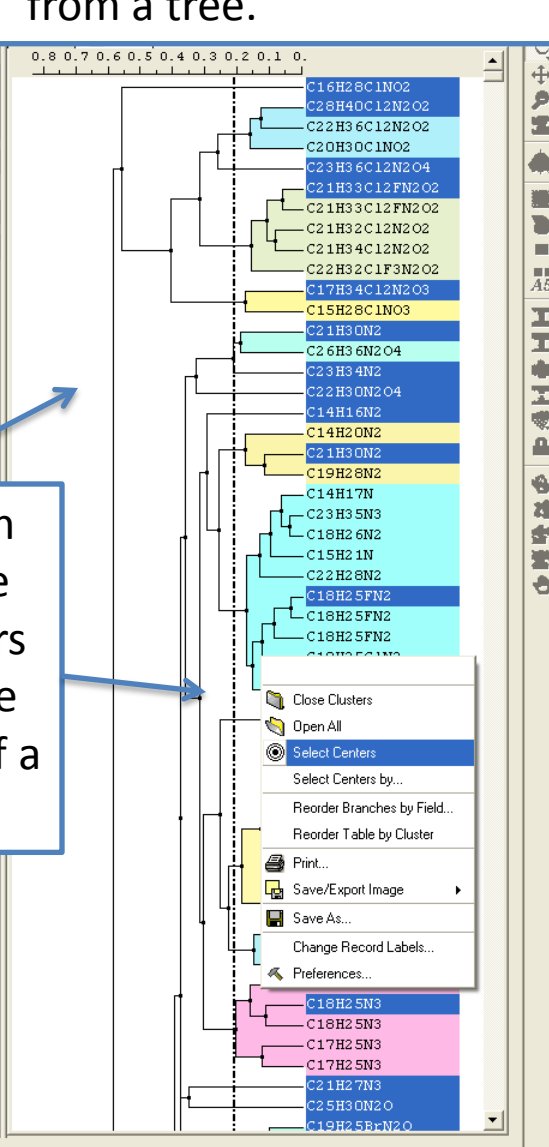 from a tree.
0.8 0.7 0.6 0.5 0.4 0.3 0.2 0.1 0.
C16H28ClNO2
C28H40Cl2N2O2
C22H36Cl2N2O2
C20H30ClNO2
C23H36Cl2N2O4
C21H33Cl2FN2O2
C21H33Cl2FN2O2
C21H32Cl2N2O2
C21H34Cl2N2O2
C22H32ClF3N2O2
C17H34Cl2N2O3
C15H28ClNO3
C21H30N2
C26H36N2O4
C23H34N2
C22H30N2O4
C14H16N2
C14H20N2
C21H30N2
C19H28N2
C14H17N
C23H35N3
C18H26N2
C15H21N
C22H28N2
C18H25FN2
C18H25FN2
C18H25FN2
C18H25ClN2
Close Clusters
Open All
Select Centers
Select Centers by...
Reorder Branches by Field...
Reorder Table by Cluster
Print...
Save/Export Image
Save As...
Change Record Labels...
Preferences...
C18H25N3
C18H25N3
C17H25N3
C17H25N3
C21H27N3
C25H30N2O
C19H25BrN2O